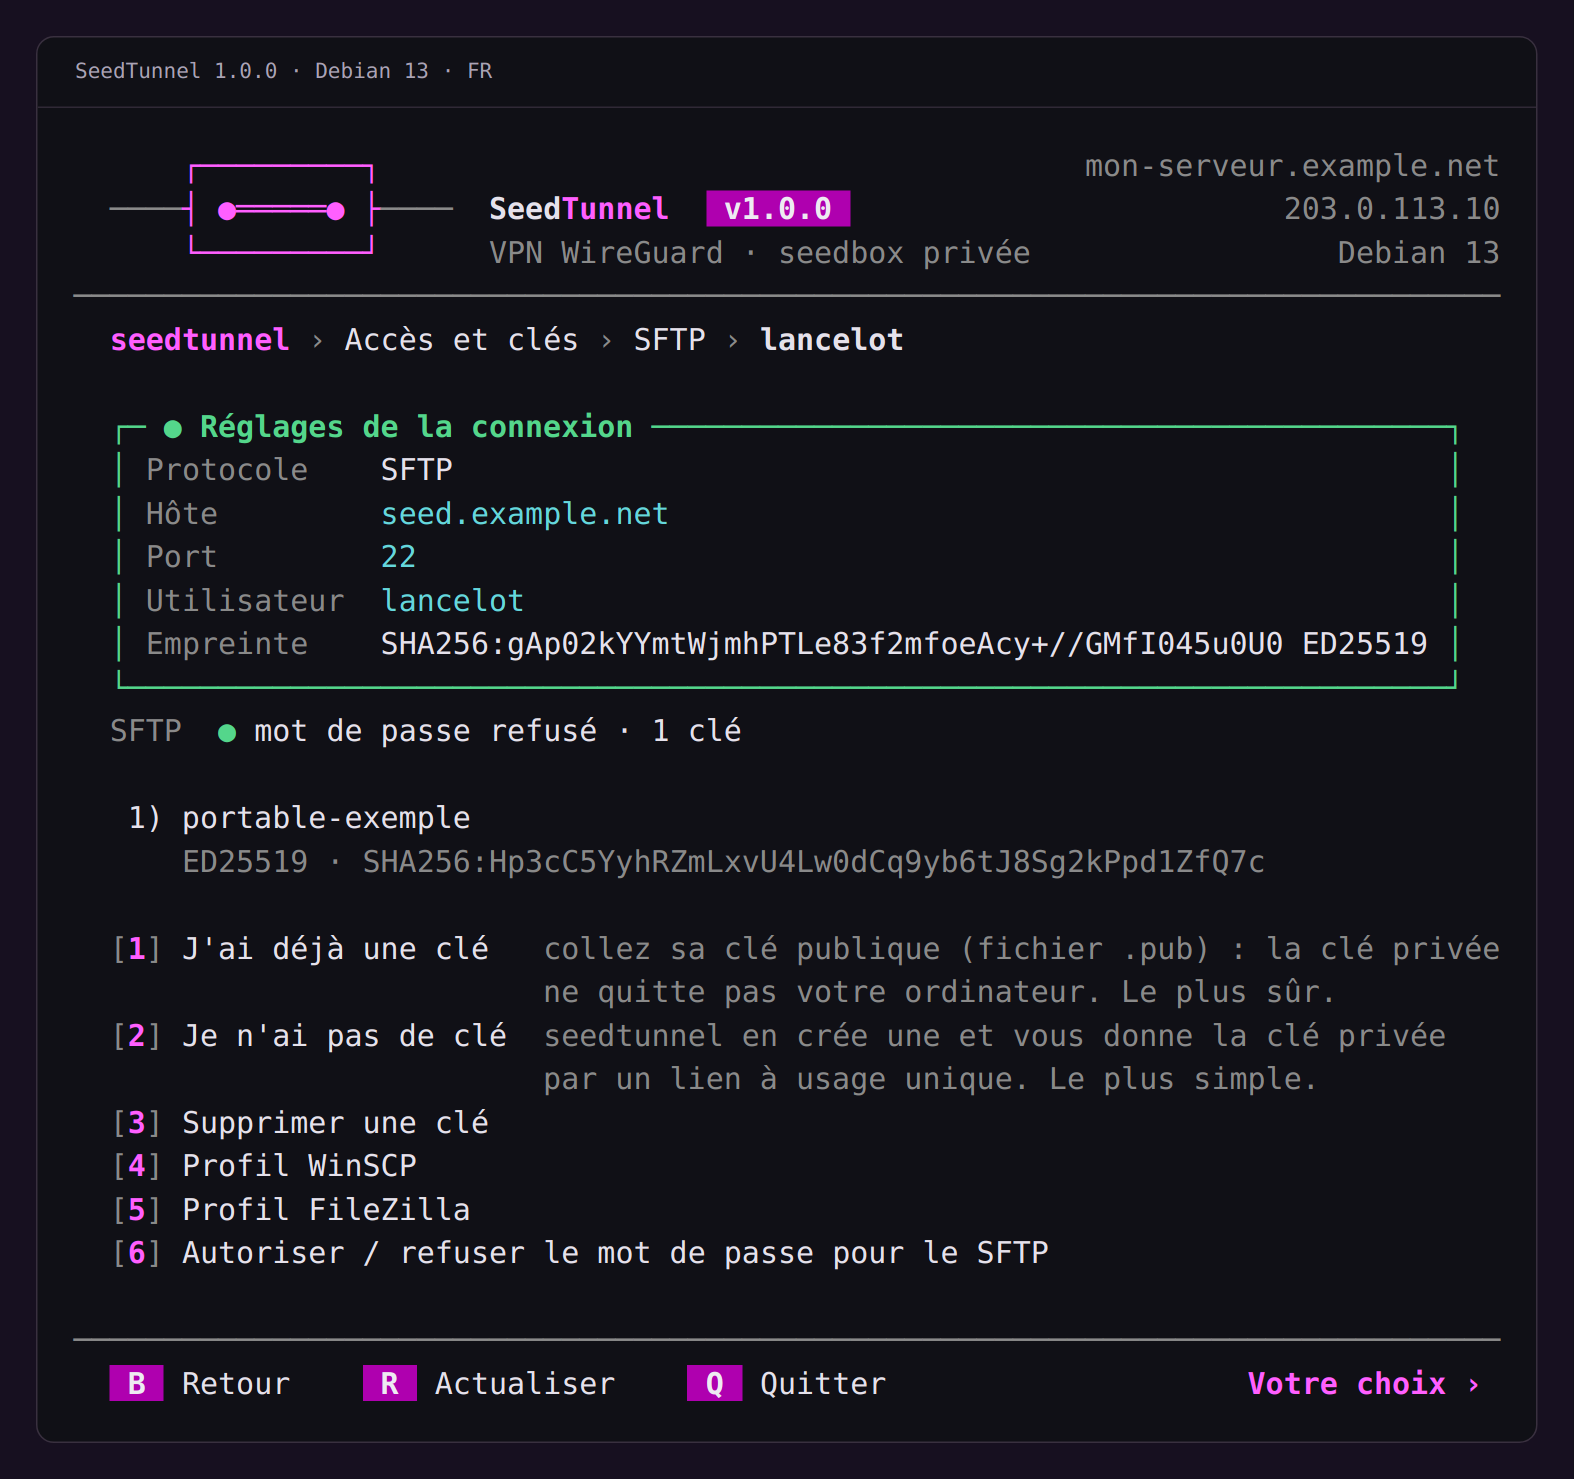 SeedTunnel 1.0.0 · Debian 13 · FR
mon-serveur.example.net
SeedTunnel v1.0.0 203.0.113.10
VPN WireGuard · seedbox privée Debian 13
seedtunnel › Accès et clés › SFTP › lancelot
● Réglages de la connexion
Protocole SFTP
Hôte seed.example.net
Port 22
Utilisateur lancelot
Empreinte SHA256:gAp02kYYmtWjmhPTLe83f2mfoeAcy+//GMfI045u0U0 ED25519
SFTP ● mot de passe refusé · 1 clé
1) portable-exemple
ED25519 · SHA256:Hp3cC5YyhRZmLxvU4Lw0dCq9yb6tJ8Sg2kPpd1ZfQ7c
[1] J'ai déjà une clé collez sa clé publique (fichier .pub) : la clé privée
ne quitte pas votre ordinateur. Le plus sûr.
[2] Je n'ai pas de clé seedtunnel en crée une et vous donne la clé privée
par un lien à usage unique. Le plus simple.
[3] Supprimer une clé
[4] Profil WinSCP
[5] Profil FileZilla
[6] Autoriser / refuser le mot de passe pour le SFTP
B Retour R Actualiser Q Quitter Votre choix ›